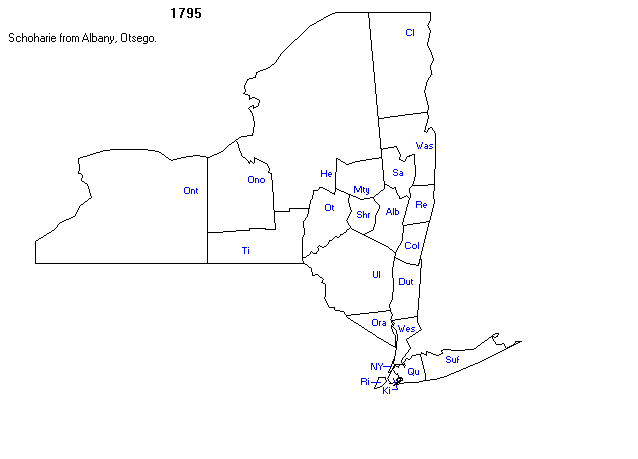 1795
Schoharie from Albany, Otsego.
Cl
Was
Sa
He
Mty
Ont
Ono
Ot
Shr
Alb
Re
Col
Ti
Ul
Dut
Ora
Wes
Suf
NY
Qu
Ri
Ki